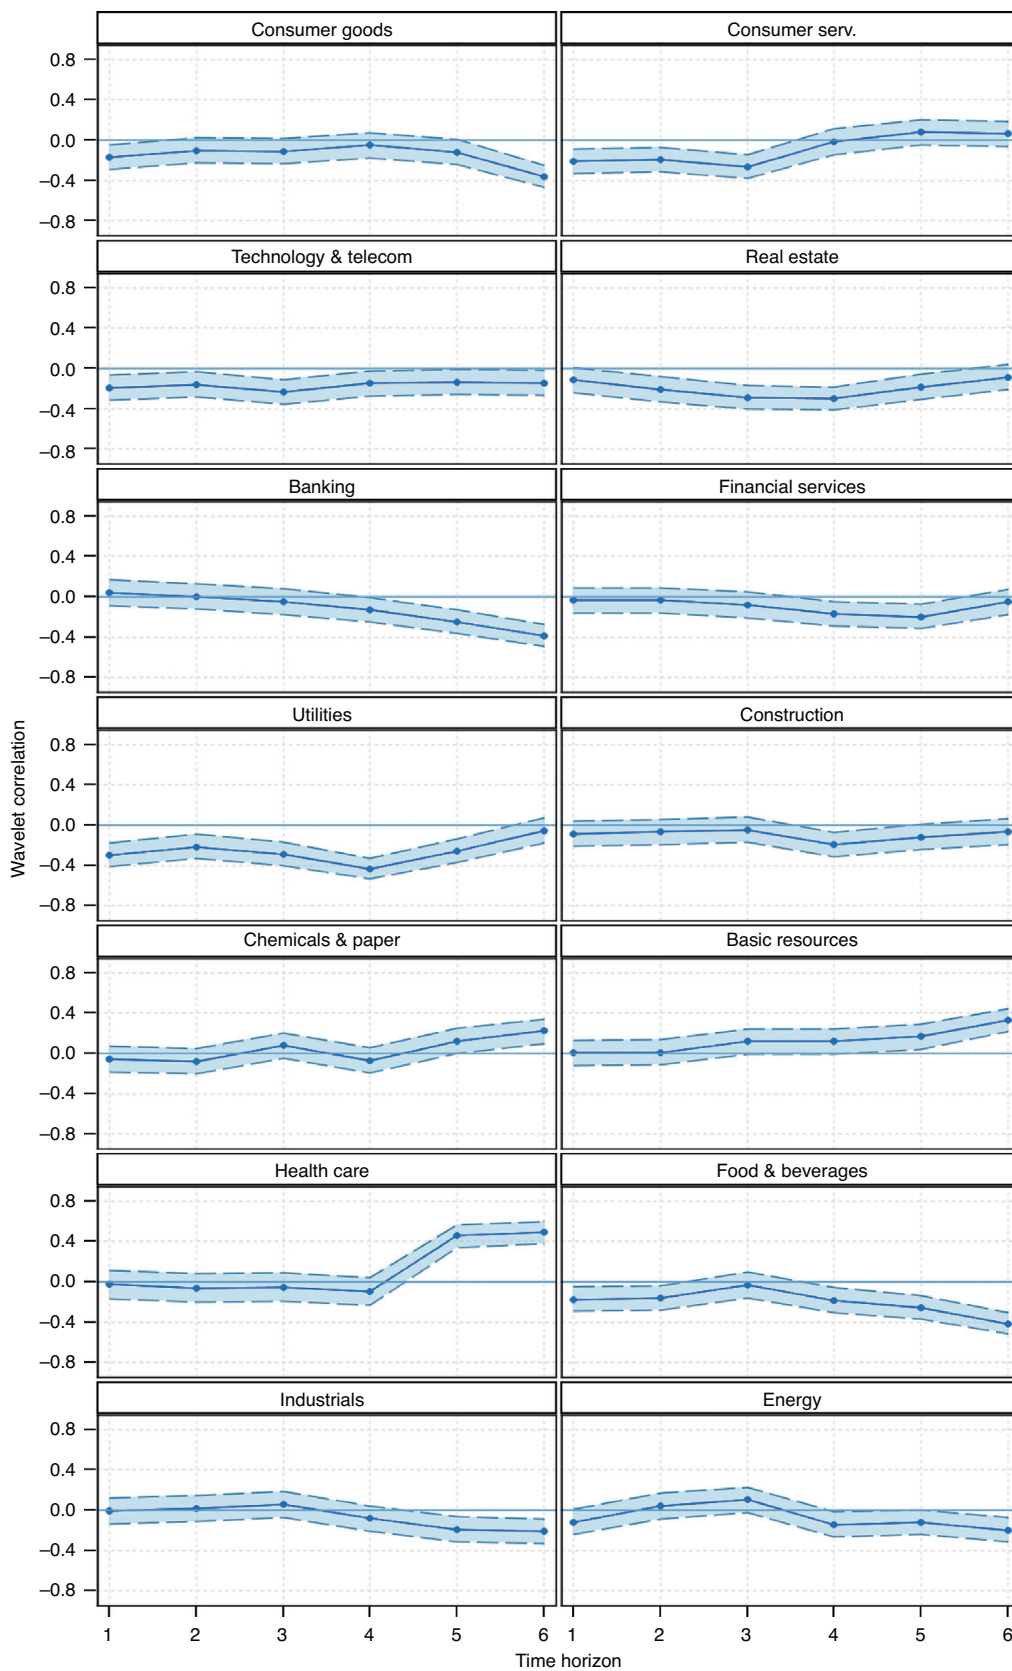 Consumer goods
Consumer serv.
0.8
0.4
0.0
–0.4
–0.8
Technology & telecom
Real estate
0.8
0.4
0.0
–0.4
–0.8
Banking
Financial services
0.8
0.4
0.0
–0.4
–0.8
Utilities
Construction
0.8
0.4
0.0
–0.4
–0.8
Wavelet correlation
Chemicals & paper
Basic resources
0.8
0.4
0.0
–0.4
–0.8
Health care
Food & beverages
0.8
0.4
0.0
–0.4
–0.8
Industrials
Energy
0.8
0.4
0.0
–0.4
–0.8
1 2 3 4 5 6 1 2 3 4 5 6
Time horizon